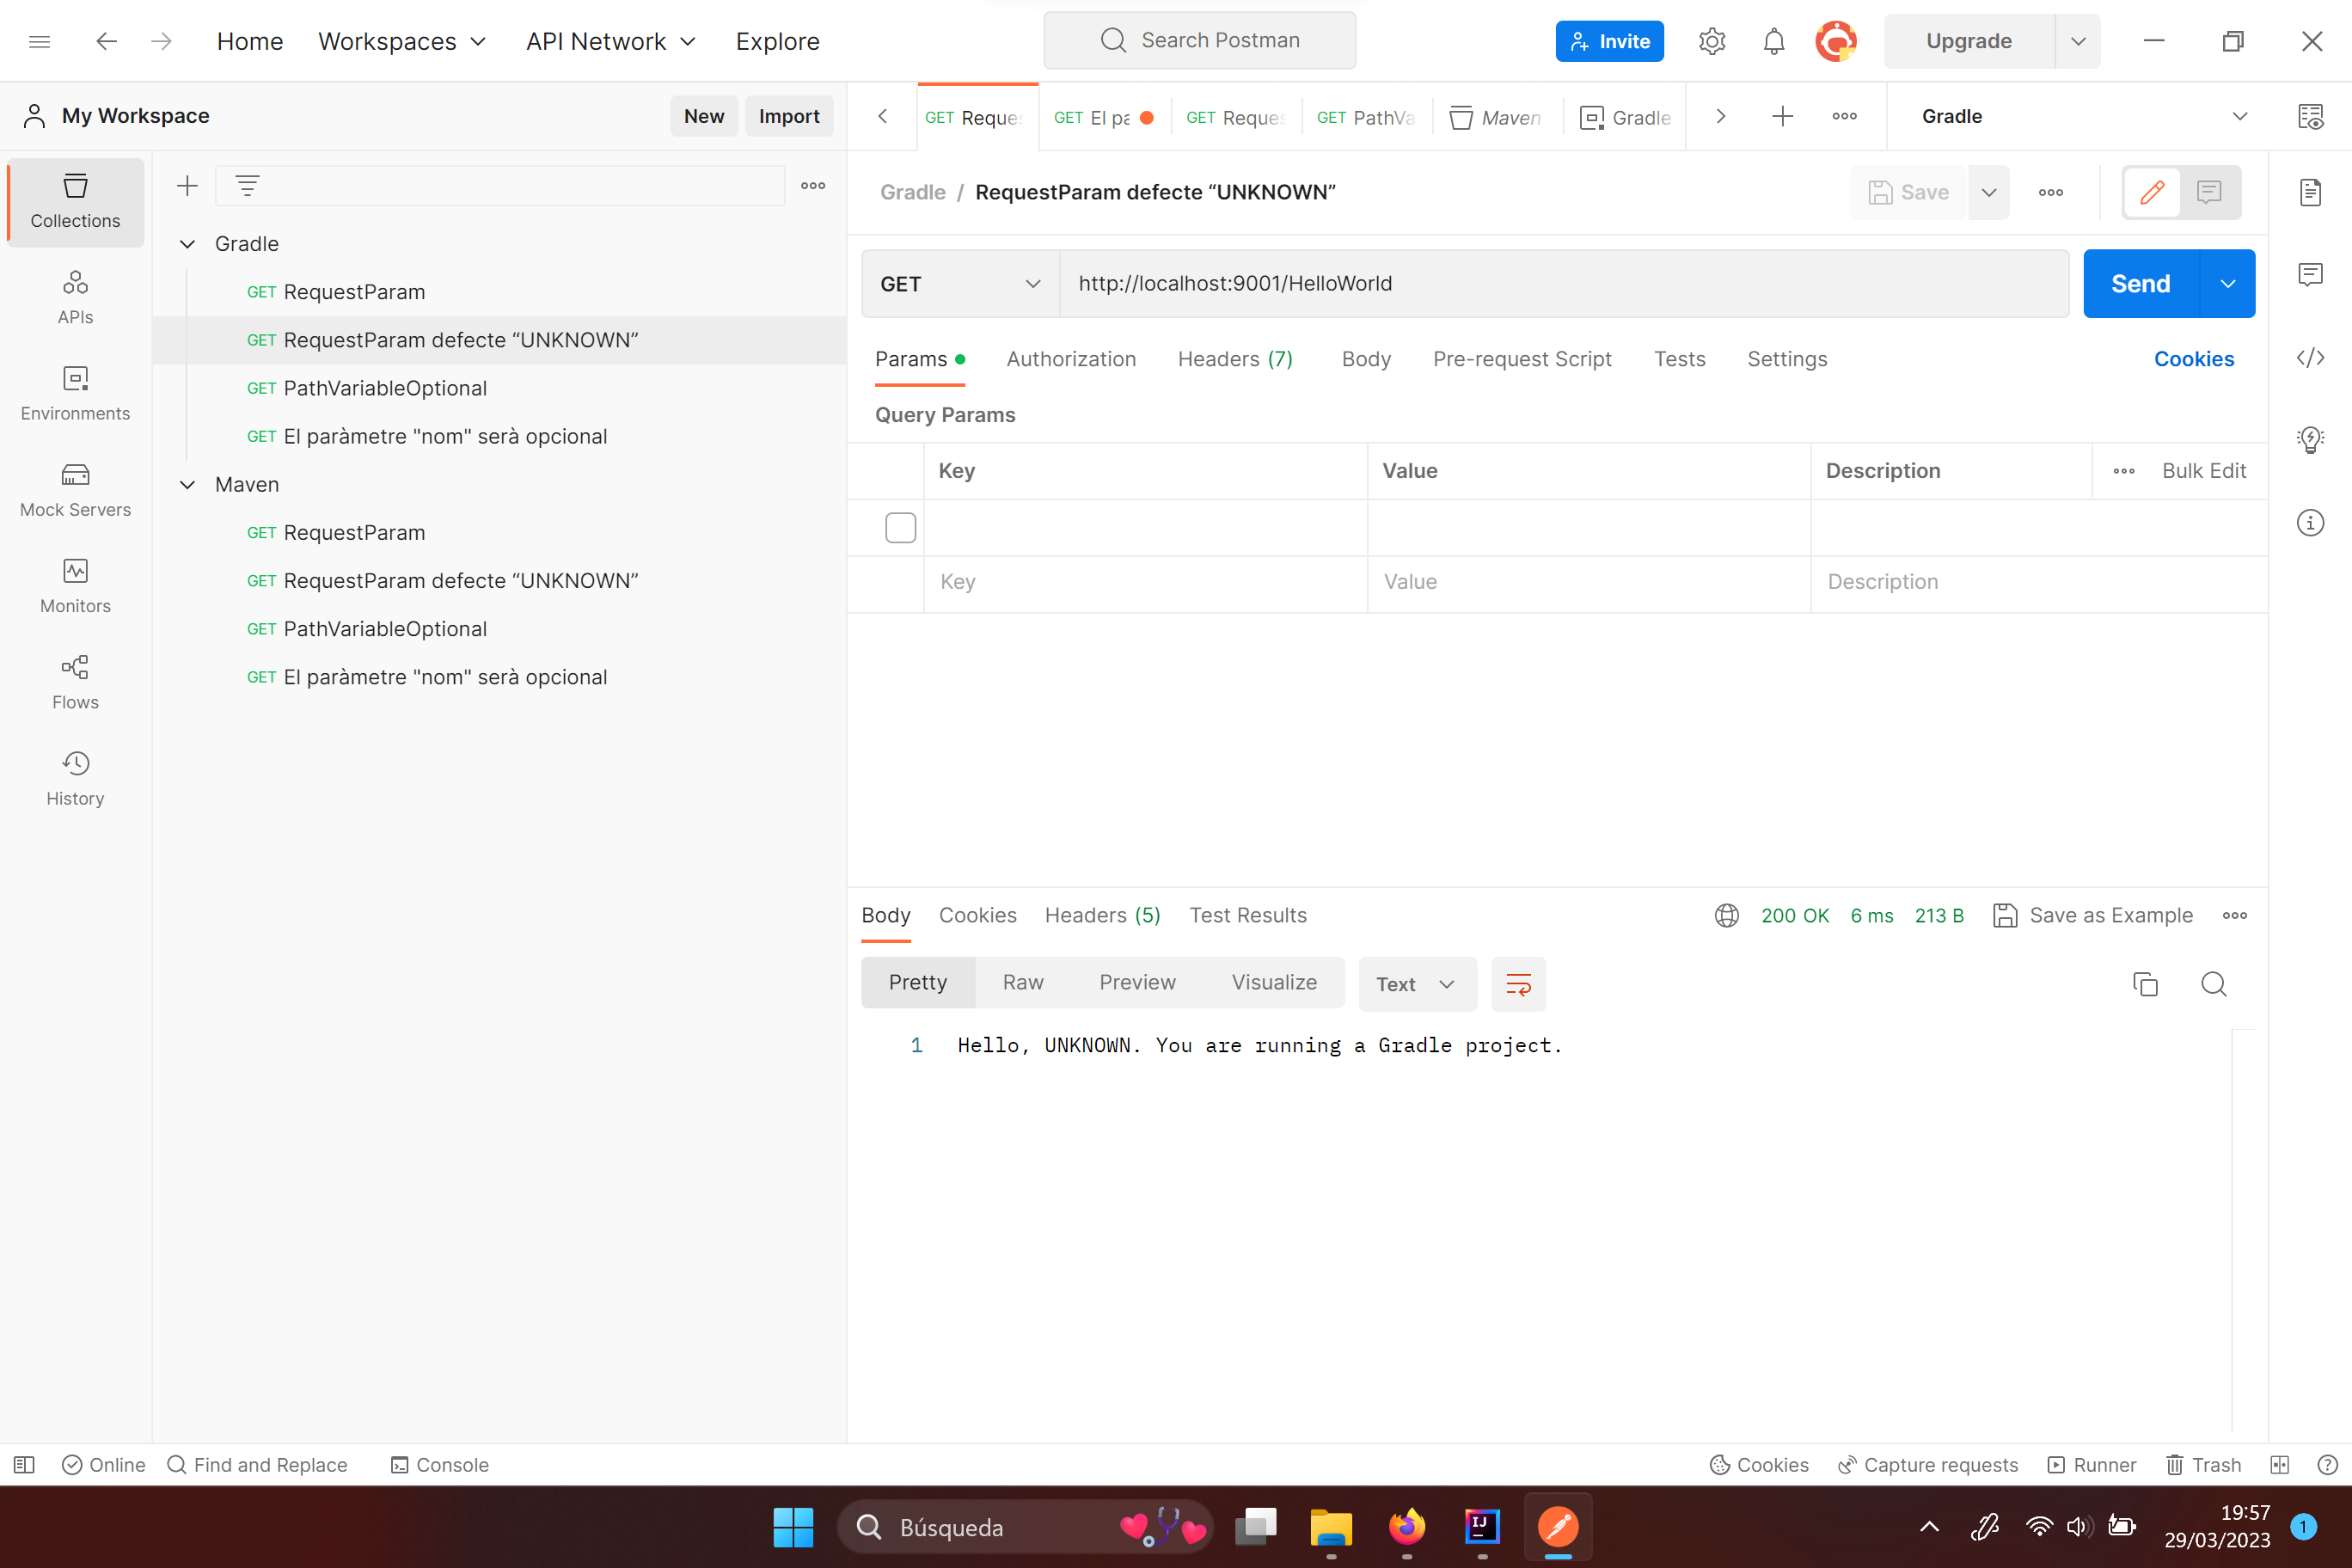 Home Workspaces API Network Explore Search Postman Invite Upgrade
My Workspace New Import
GET Reques GET El pa GET Reques GET PathVa Maven Gradle Gradle
Collections
APIs
Environments
Mock Servers
Monitors
Flows
History
Gradle
GET RequestParam
GET RequestParam defecte “UNKNOWN”
GET PathVariableOptional
GET El paràmetre "nom" serà opcional
Maven
GET RequestParam
GET RequestParam defecte “UNKNOWN”
GET PathVariableOptional
GET El paràmetre "nom" serà opcional
Gradle / RequestParam defecte “UNKNOWN” Save
GET http://localhost:9001/HelloWorld Send
Params Authorization Headers (7) Body Pre-request Script Tests Settings Cookies
Query Params
Key Value Description Bulk Edit
Key Value Description
Body Cookies Headers (5) Test Results 200 OK 6 ms 213 B Save as Example
Pretty Raw Preview Visualize Text
1 Hello, UNKNOWN. You are running a Gradle project.
Online Find and Replace Console Cookies Capture requests Runner Trash
Búsqueda IJ 19:57
29/03/2023 1